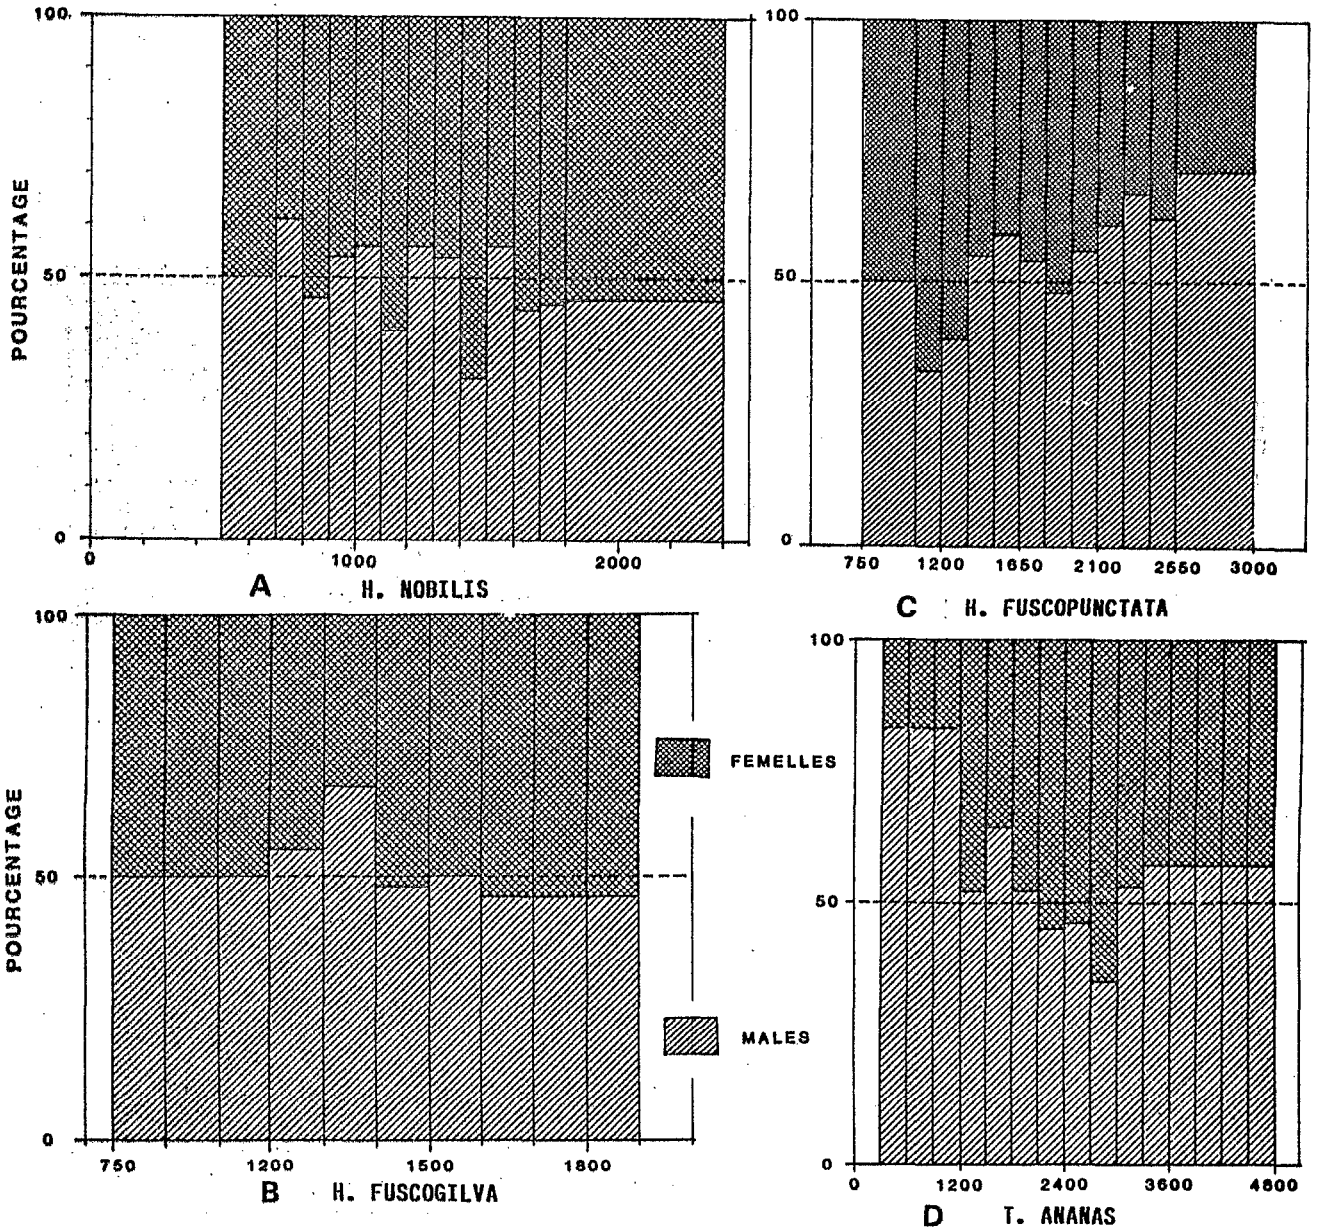 100
50
0
POURCENTAGE
0 1000 2000
A H. NOBILIS
100
50
0
750 1200 1650 2100 2550 3000
C H. FUSCOPUNCTATA
100
50
0
POURCENTAGE
750 1200 1500 1800
B H. FUSCOGILVA
FEMELLES
MALES
100
50
0
0 1200 2400 3600 4800
D T. ANANAS